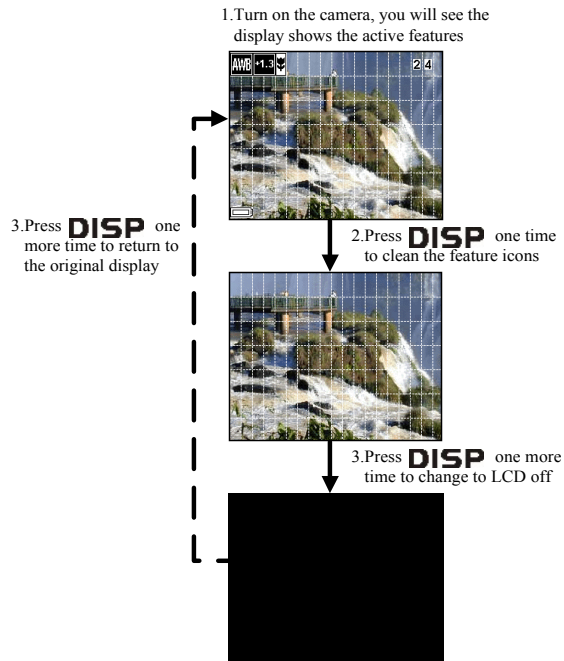 1.Turn on the camera, you will see the
display shows the active features
AWB +1.3 24
2.Press DISP one time
to clean the feature icons
3.Press DISP one
more time to return to
the original display
3.Press DISP one more
time to change to LCD off